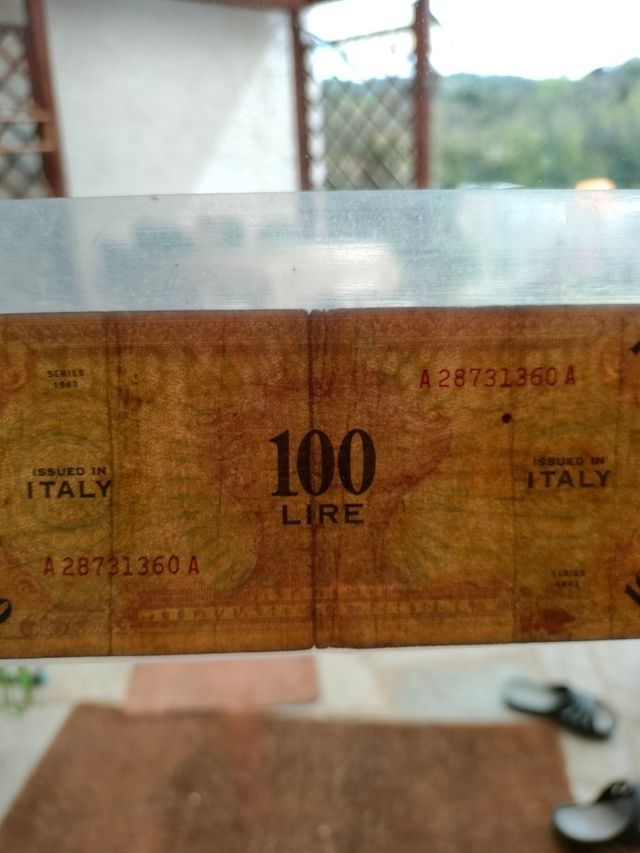 SERIES
1943
A 28731360 A
ISSUED IN
ITALY
100
LIRE
ISSUED IN
ITALY
A 28731360 A
SERIES
1943